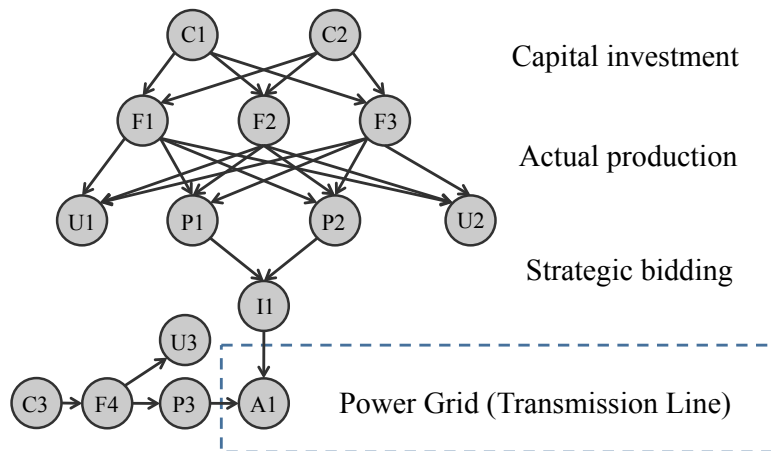 C1 C2
Capital investment
F1 F2 F3
Actual production
U1 P1 P2 U2
Strategic bidding
I1
U3
C3 F4 P3 A1 Power Grid (Transmission Line)